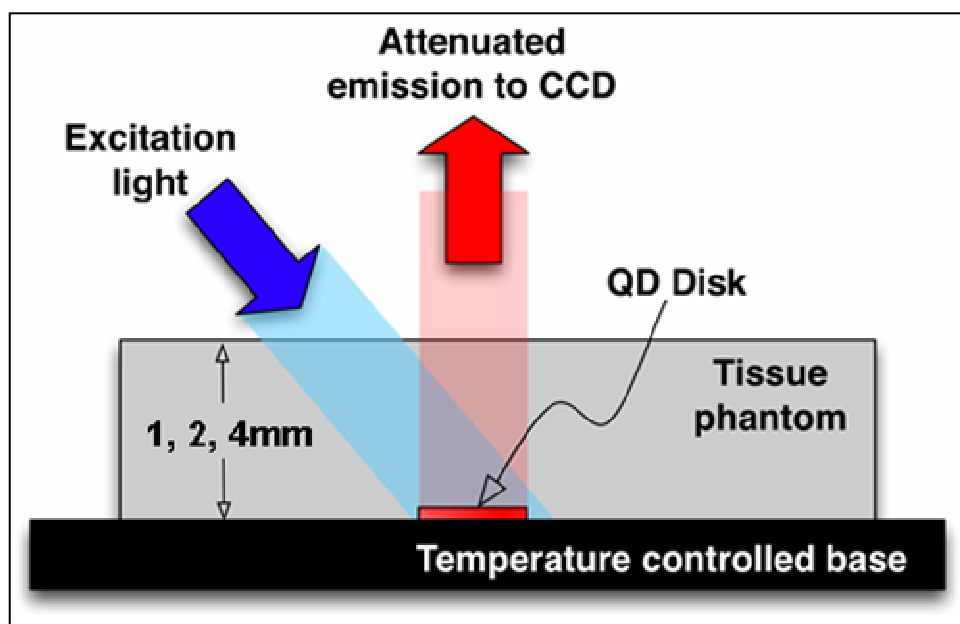 Attenuated
emission to CCD
Excitation
light
QD Disk
Tissue
phantom
1, 2, 4mm
Temperature controlled base